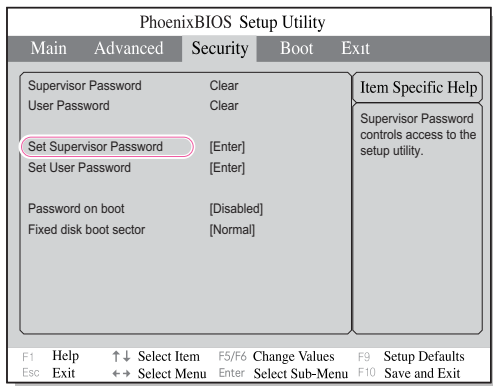 PhoenixBIOS Setup Utility
Main Advanced Security Boot Exit
Supervisor Password Clear
User Password Clear
Set Supervisor Password [Enter]
Set User Password [Enter]
Password on boot [Disabled]
Fixed disk boot sector [Normal]
Item Specific Help
Supervisor Password
controls access to the
setup utility.
F1 Help ↑↓ Select Item F5/F6 Change Values F9 Setup Defaults
Esc Exit ←→ Select Menu Enter Select Sub-Menu F10 Save and Exit